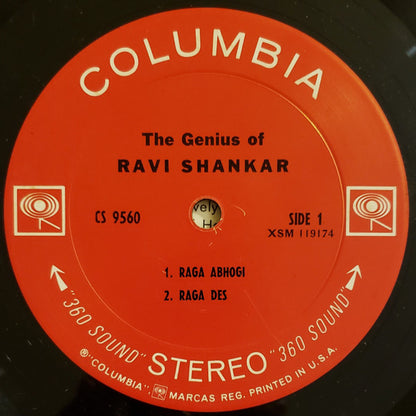 COLUMBIA
The Genius of
RAVI SHANKAR
CS 9560
vely
H
SIDE 1
XSM 119174
1. RAGA ABHOGI
2. RAGA DES
"360 SOUND" STEREO "360 SOUND"
® "COLUMBIA", MARCAS REG. PRINTED IN U.S.A.